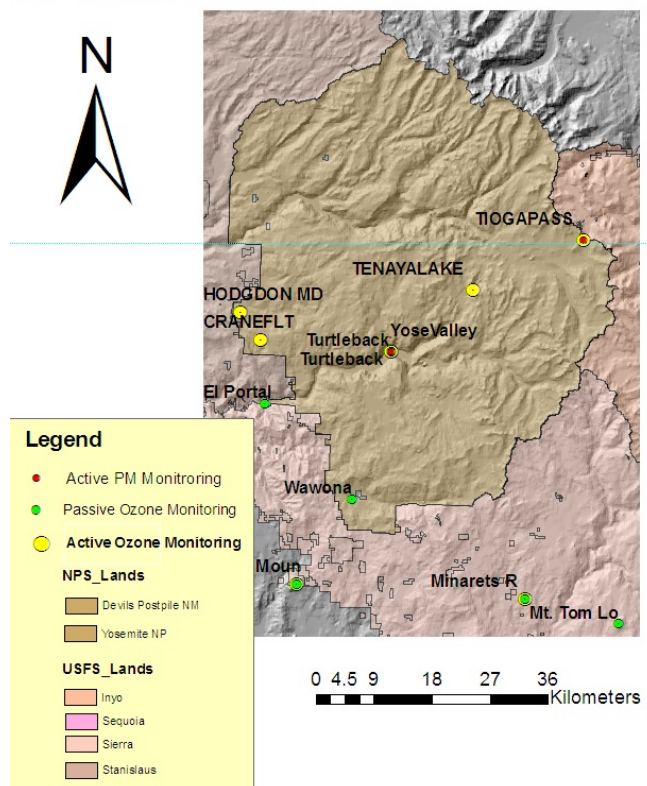 N
TIOGAPASS
TENAYALAKE
HODGDON MD
CRANEFLT
YoseValley
Turtleback
Turtleback
El Portal
Wawona
Moun
Minarets R
Mt. Tom Lo
Legend
Active PM Monitroring
Passive Ozone Monitoring
Active Ozone Monitoring
NPS_Lands
Devils Postpile NM
Yosemite NP
USFS_Lands
Inyo
Sequoia
Sierra
Stanislaus
0 4.5 9 18 27 36
Kilometers